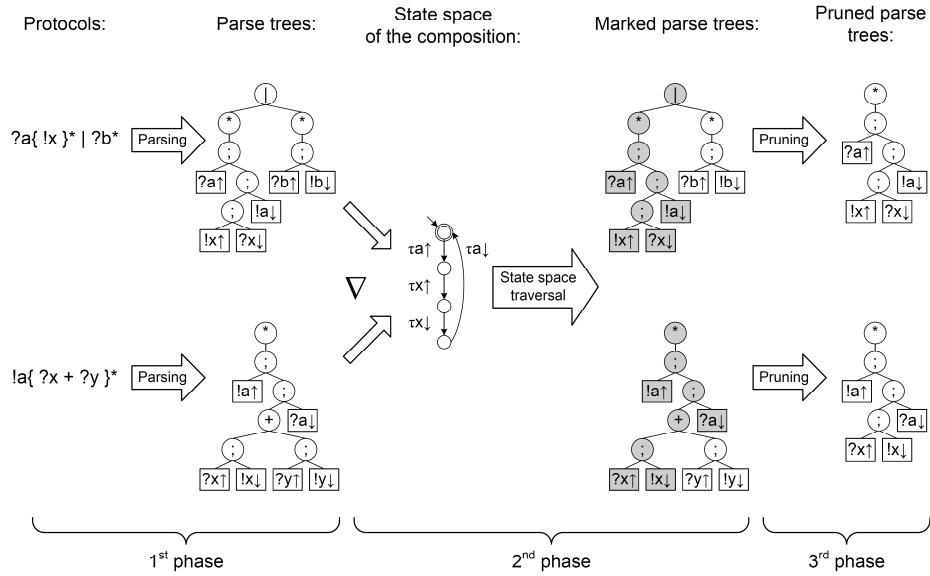 Protocols:
Parse trees:
State space
of the composition:
Marked parse trees:
Pruned parse
trees:
?a{ !x }* | ?b*
Parsing
|
* *
; ;
?a↑ ; ?b↑ !b↓
; !a↓
!x↑ ?x↓
τa↑ τa↓
τx↑
τx↓
∇
State space
traversal
|
* *
; ;
?a↑ ; ?b↑ !b↓
; !a↓
!x↑ ?x↓
Pruning
*
;
?a↑ ;
; !a↓
!x↑ ?x↓
!a{ ?x + ?y }*
Parsing
*
;
!a↑ ;
+ ?a↓
; ;
?x↑ !x↓ ?y↑ !y↓
*
;
!a↑ ;
+ ?a↓
; ;
?x↑ !x↓ ?y↑ !y↓
Pruning
*
;
!a↑ ;
; ?a↓
?x↑ !x↓
1st phase
2nd phase
3rd phase